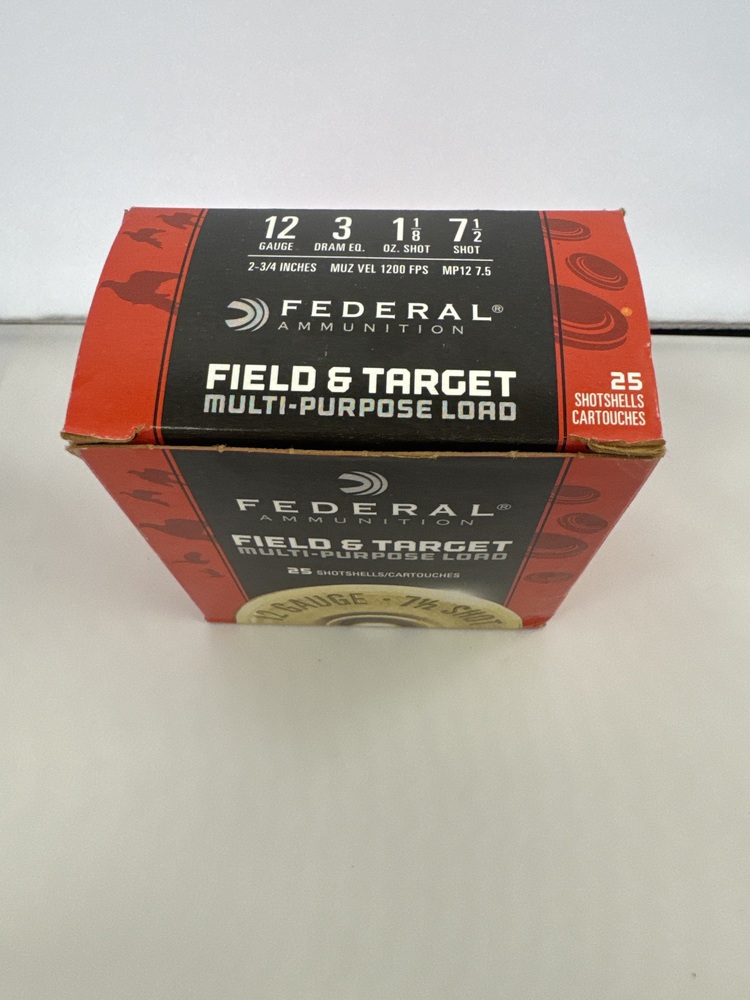 12 3 1 1/8 7 1/2
GAUGE DRAM EQ. OZ. SHOT SHOT
2-3/4 INCHES MUZ VEL 1200 FPS MP12 7.5
FEDERAL®
AMMUNITION
FIELD & TARGET
MULTI-PURPOSE LOAD
25
SHOTSHELLS
CARTOUCHES
FEDERAL®
AMMUNITION
FIELD & TARGET
MULTI-PURPOSE LOAD
25 SHOTSHELLS/CARTOUCHES
12 GAUGE · 7½ SHOT